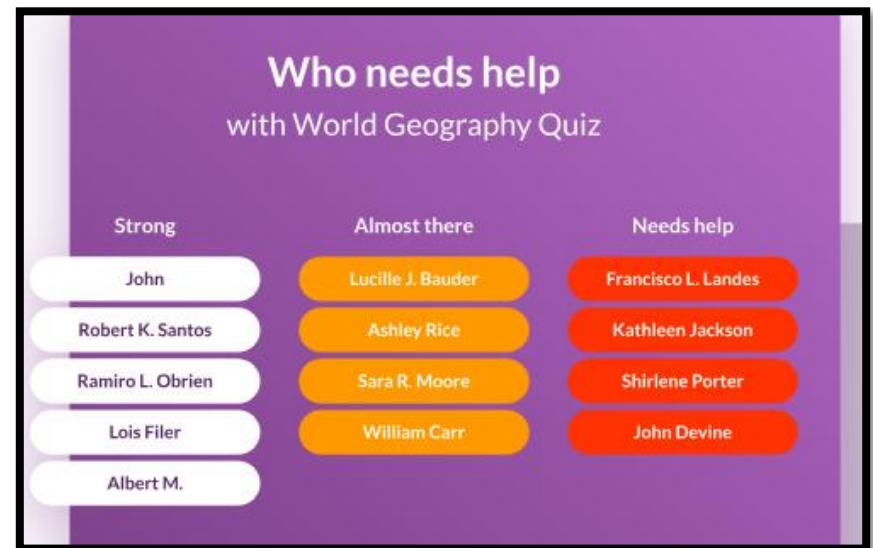 Who needs help
with World Geography Quiz
Strong
Almost there
Needs help
John
Lucille J. Bauder
Francisco L. Landes
Robert K. Santos
Ashley Rice
Kathleen Jackson
Ramiro L. Obrien
Sara R. Moore
Shirlene Porter
Lois Filer
William Carr
John Devine
Albert M.